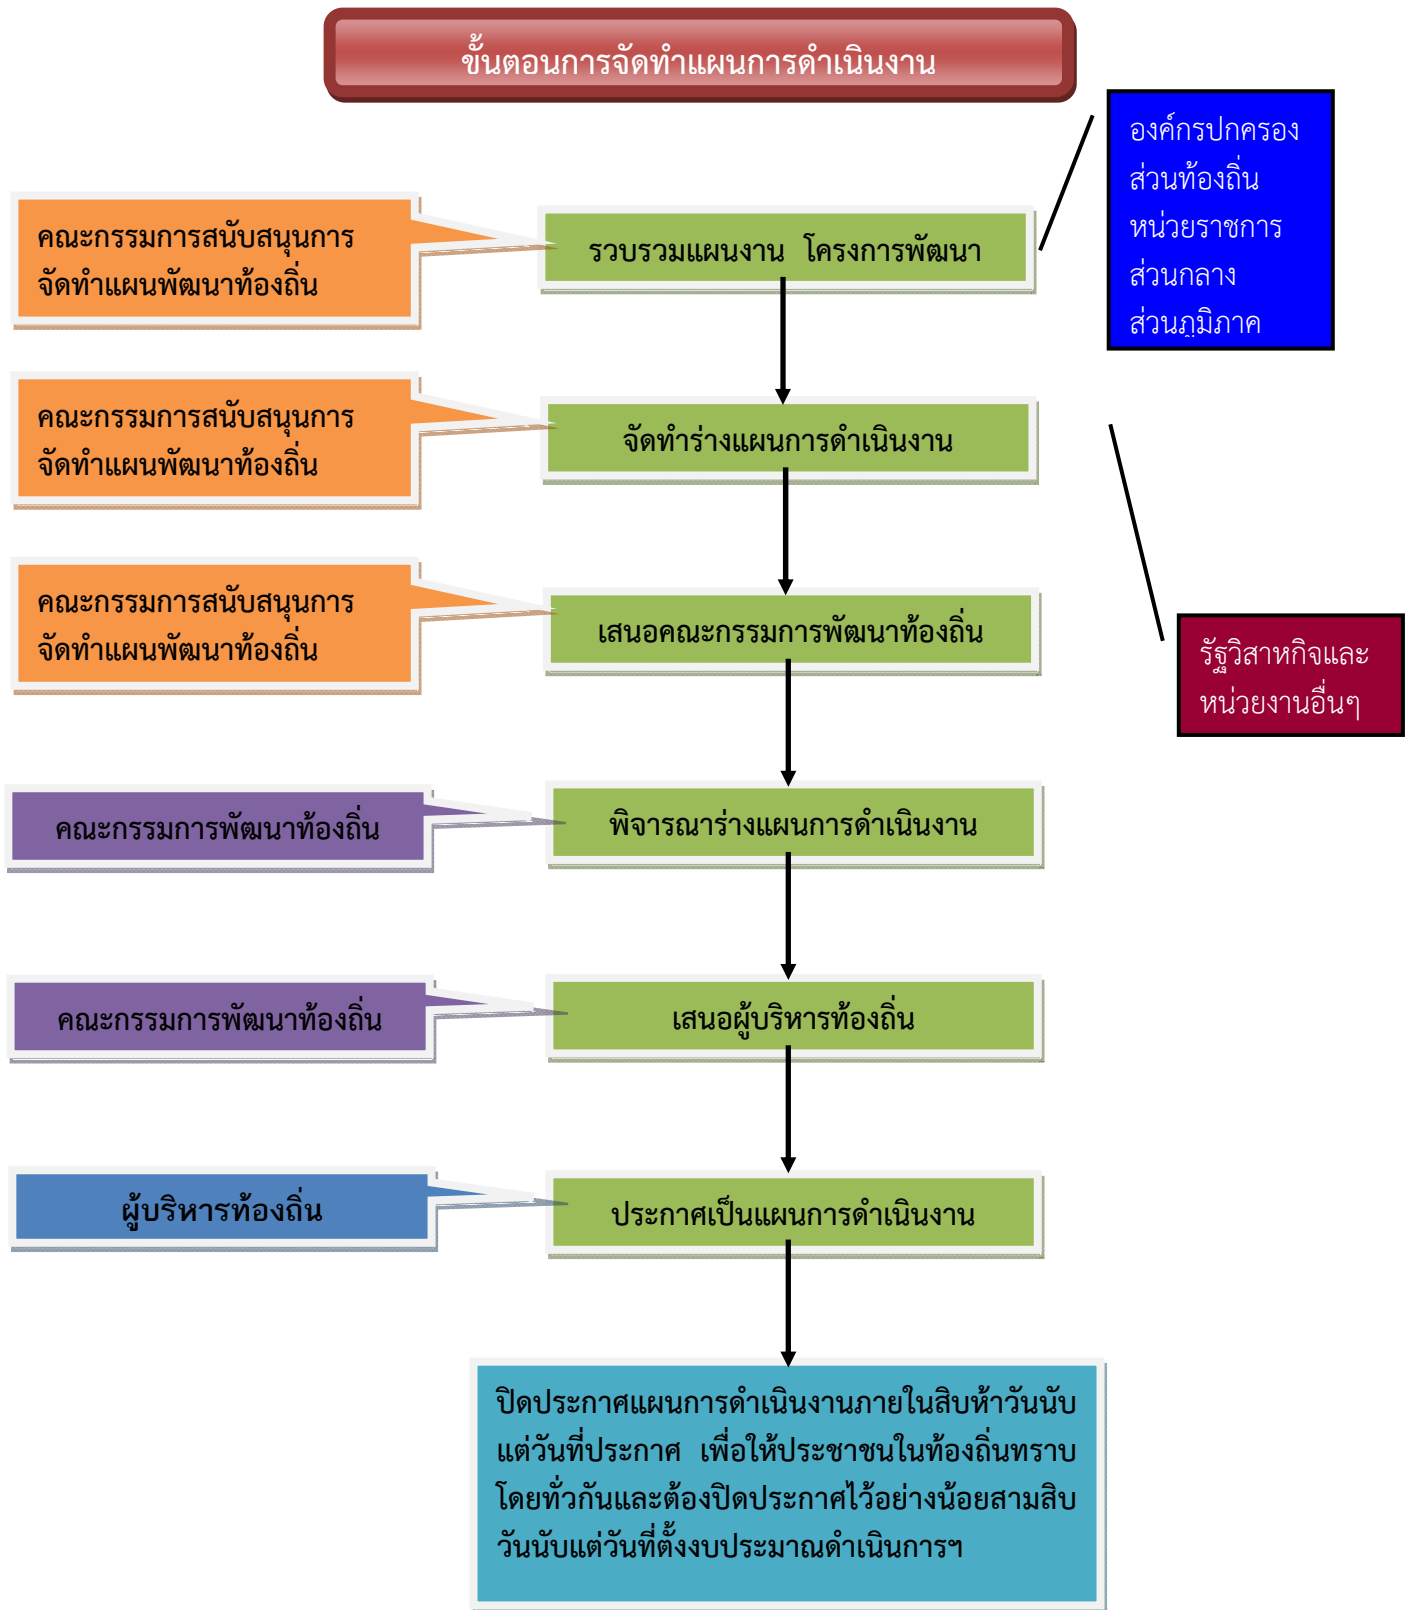 ขั้นตอนการจัดทำแผนการดำเนินงาน
องค์กรปกครอง
ส่วนท้องถิ่น
หน่วยราชการ
ส่วนกลาง
ส่วนภูมิภาค
คณะกรรมการสนับสนุนการ
จัดทำแผนพัฒนาท้องถิ่น
รวบรวมแผนงาน โครงการพัฒนา
คณะกรรมการสนับสนุนการ
จัดทำแผนพัฒนาท้องถิ่น
จัดทำร่างแผนการดำเนินงาน
คณะกรรมการสนับสนุนการ
จัดทำแผนพัฒนาท้องถิ่น
เสนอคณะกรรมการพัฒนาท้องถิ่น
รัฐวิสาหกิจและ
หน่วยงานอื่นๆ
คณะกรรมการพัฒนาท้องถิ่น
พิจารณาร่างแผนการดำเนินงาน
คณะกรรมการพัฒนาท้องถิ่น
เสนอผู้บริหารท้องถิ่น
ผู้บริหารท้องถิ่น
ประกาศเป็นแผนการดำเนินงาน
ปิดประกาศแผนการดำเนินงานภายในสิบห้าวันนับ
แต่วันที่ประกาศ เพื่อให้ประชาชนในท้องถิ่นทราบ
โดยทั่วกันและต้องปิดประกาศไว้อย่างน้อยสามสิบ
วันนับแต่วันที่ตั้งงบประมาณดำเนินการฯ